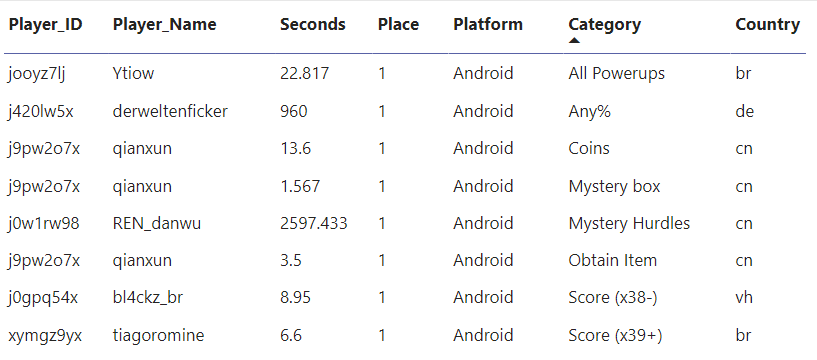 Player_ID Player_Name Seconds Place Platform Category Country
jooyz7lj Ytiow 22.817 1 Android All Powerups br
j420lw5x derweltenficker 960 1 Android Any% de
j9pw2o7x qianxun 13.6 1 Android Coins cn
j9pw2o7x qianxun 1.567 1 Android Mystery box cn
j0w1rw98 REN_danwu 2597.433 1 Android Mystery Hurdles cn
j9pw2o7x qianxun 3.5 1 Android Obtain Item cn
j0gpq54x bl4ckz_br 8.95 1 Android Score (x38-) vh
xymgz9yx tiagoromine 6.6 1 Android Score (x39+) br